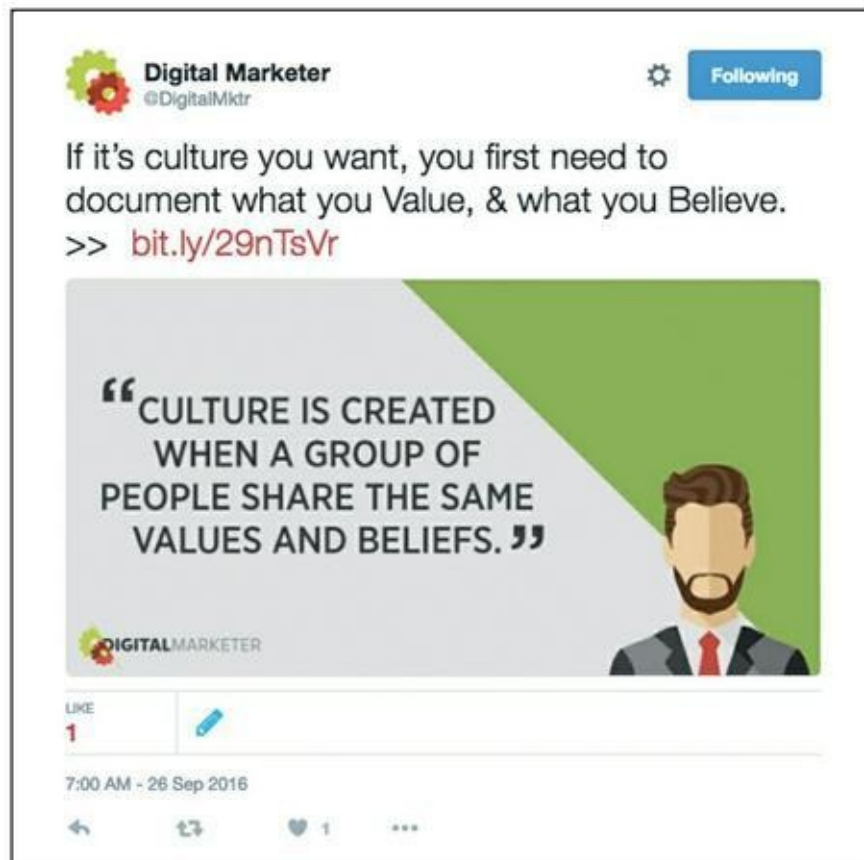 Digital Marketer
@DigitalMktr
Following
If it's culture you want, you first need to
document what you Value, & what you Believe.
>> bit.ly/29nTsVr
“CULTURE IS CREATED
WHEN A GROUP OF
PEOPLE SHARE THE SAME
VALUES AND BELIEFS.”
DIGITALMARKETER
LIKE
1
7:00 AM - 26 Sep 2016
1